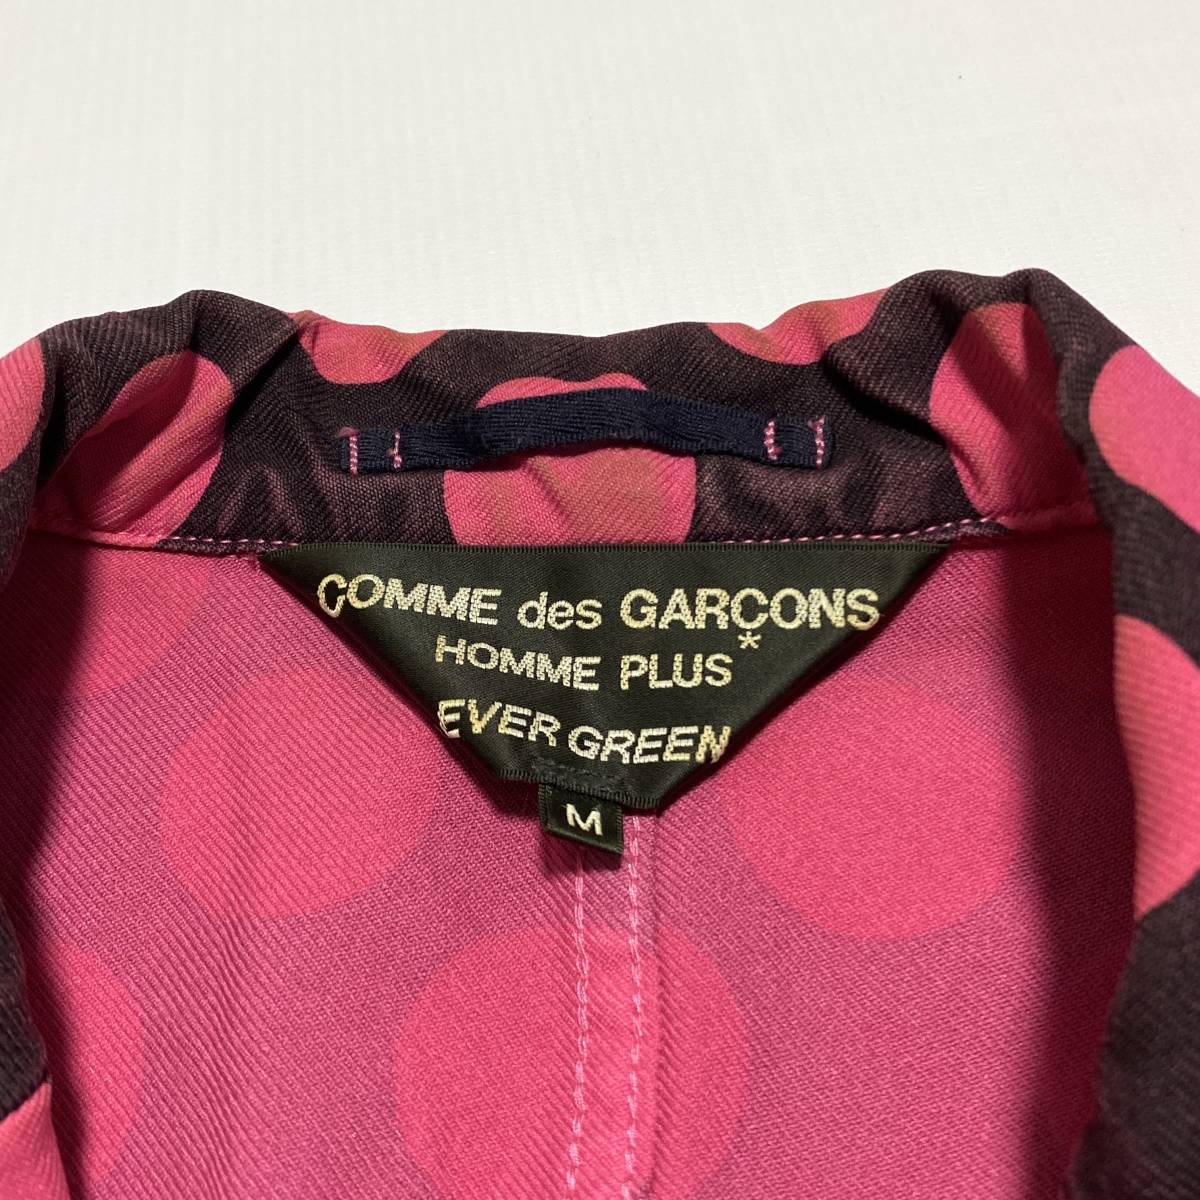 COMME des GARCONS
HOMME PLUS*
EVER GREEN
M